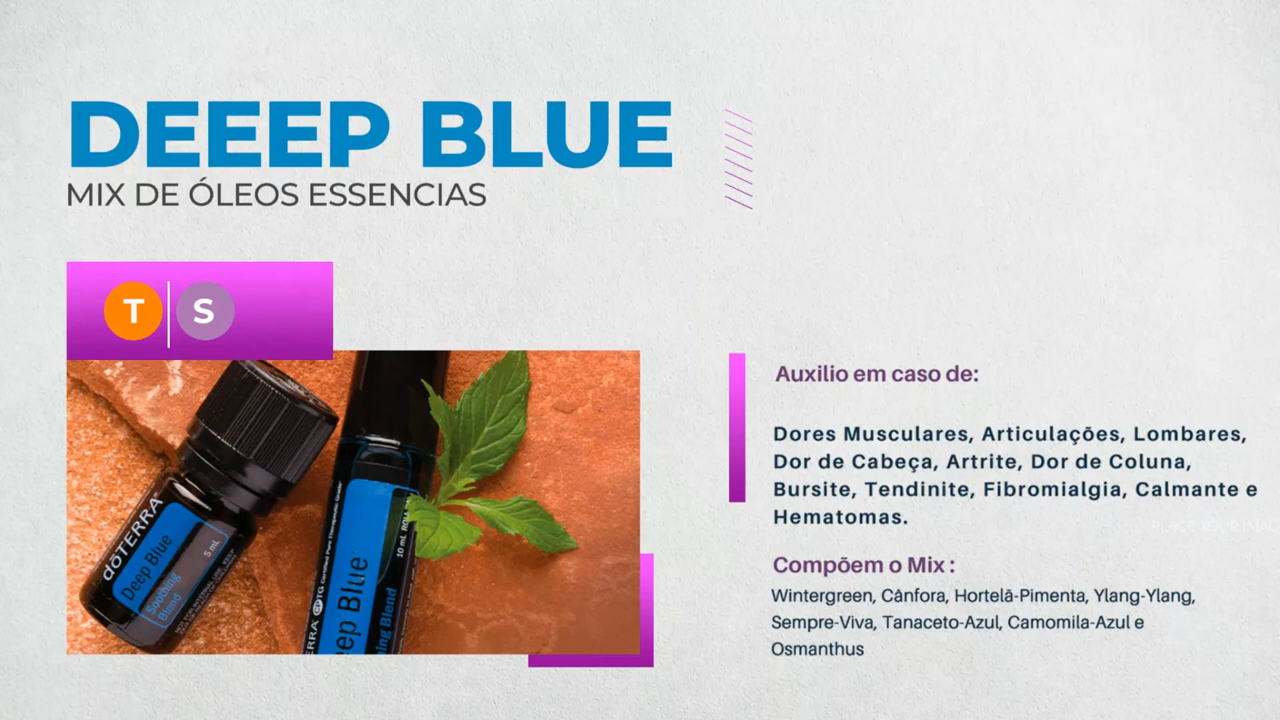 DEEEP BLUE
MIX DE ÓLEOS ESSENCIAS
T | S
dōTERRA
Deep Blue
Soothing
Blend
5 mL
10 mL
eep Blue
ing Blend
Auxilio em caso de:
Dores Musculares, Articulações, Lombares,
Dor de Cabeça, Artrite, Dor de Coluna,
Bursite, Tendinite, Fibromialgia, Calmante e
Hematomas.
Compõem o Mix :
Wintergreen, Cânfora, Hortelã-Pimenta, Ylang-Ylang,
Sempre-Viva, Tanaceto-Azul, Camomila-Azul e
Osmanthus